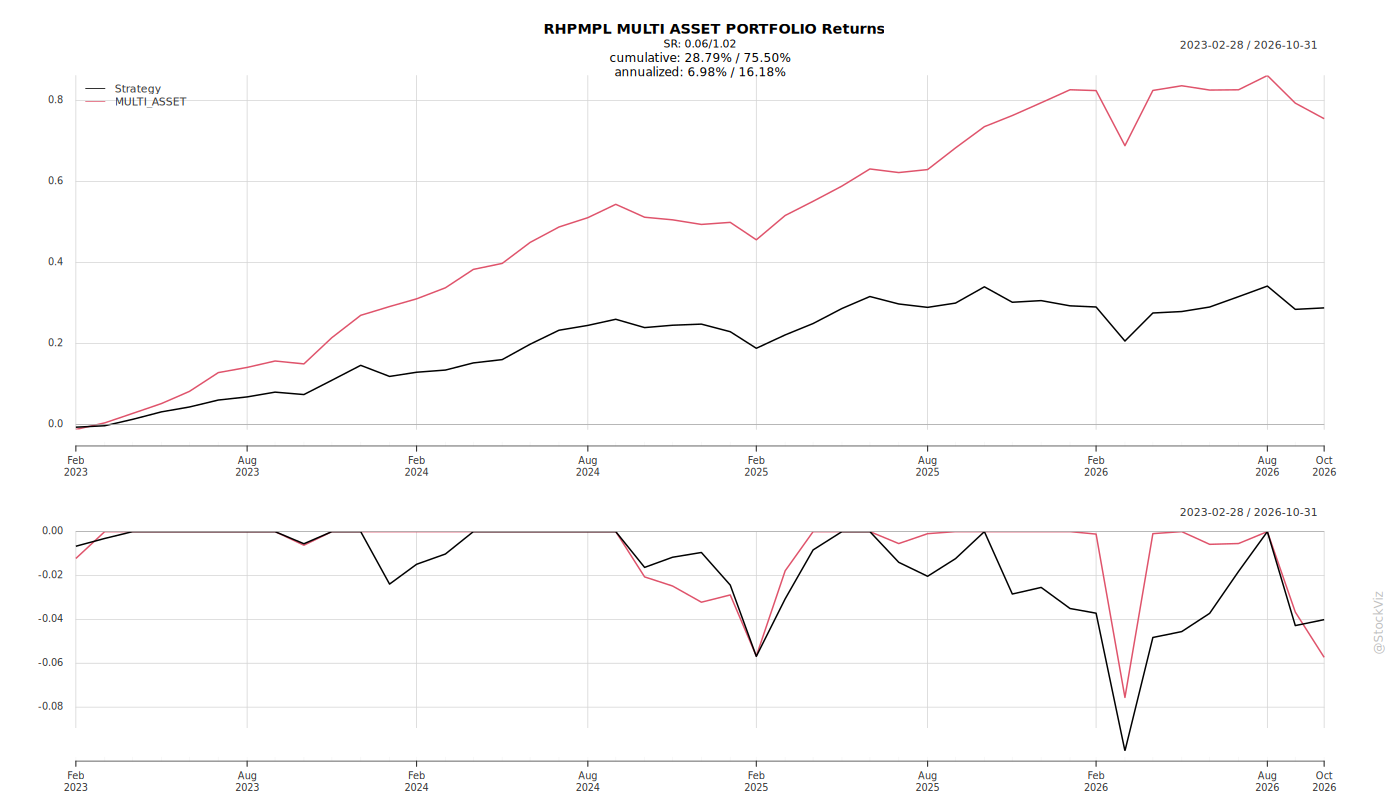 RHPMPL MULTI ASSET PORTFOLIO Returns
SR: 0.06/1.02
cumulative: 28.79% / 75.50%
annualized: 6.98% / 16.18%
2023-02-28 / 2026-10-31
Strategy
MULTI_ASSET
0.8
0.6
0.4
0.2
0.0
Feb Aug Feb Aug Feb Aug Feb Aug Oct
2023 2023 2024 2024 2025 2025 2026 2026 2026
2023-02-28 / 2026-10-31
0.00
-0.02
-0.04
-0.06
-0.08
Feb Aug Feb Aug Feb Aug Feb Aug Oct
2023 2023 2024 2024 2025 2025 2026 2026 2026
@StockViz